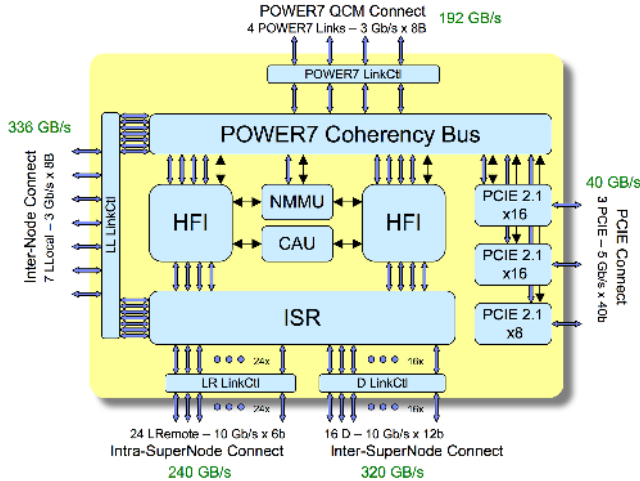 POWER7 QCM Connect
4 POWER7 Links – 3 Gb/s x 8B
192 GB/s
POWER7 LinkCtl
336 GB/s
POWER7 Coherency Bus
Inter-Node Connect
7 LLocal – 3 Gb/s x 8B
LL LinkCtl
HFI
NMMU
CAU
HFI
PCIE 2.1
x16
PCIE 2.1
x16
PCIE 2.1
x8
40 GB/s
PCIE Connect
3 PCIE – 5 Gb/s x 40b
ISR
24x
16x
LR LinkCtl
D LinkCtl
24x
16x
24 LRemote – 10 Gb/s x 6b
Intra-SuperNode Connect
240 GB/s
16 D – 10 Gb/s x 12b
Inter-SuperNode Connect
320 GB/s